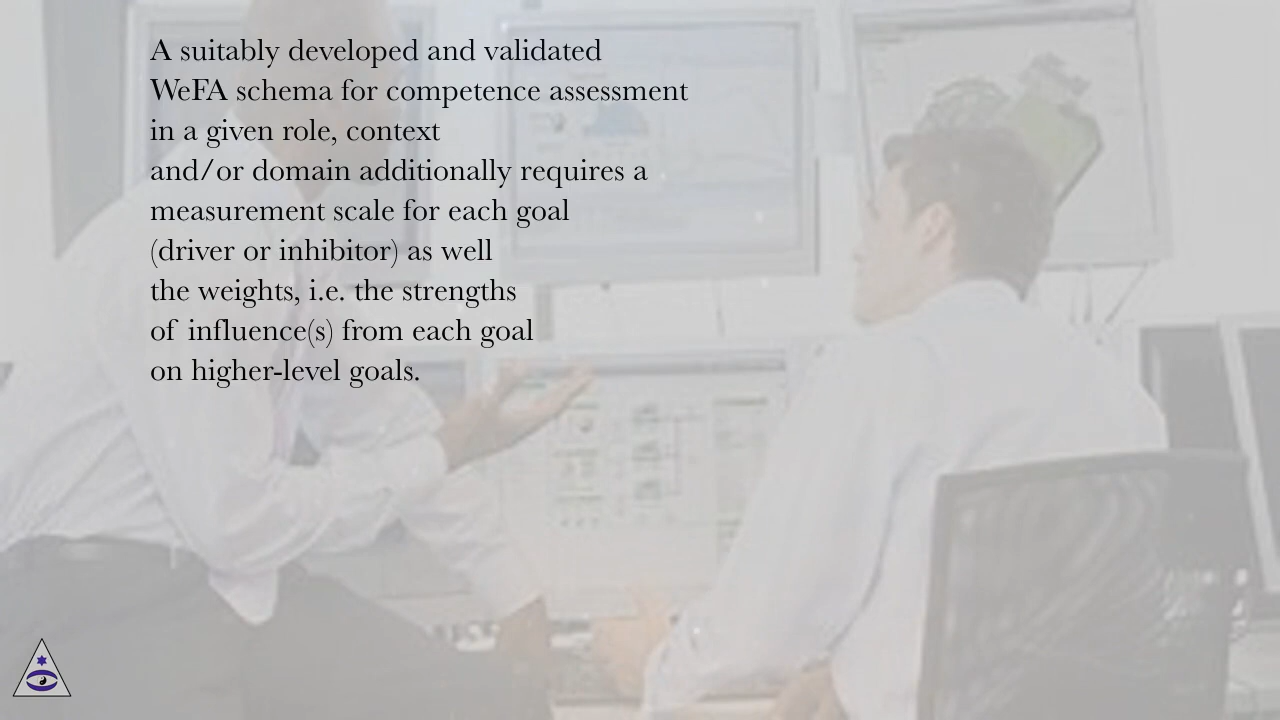 A suitably developed and validated
WeFA schema for competence assessment
in a given role, context
and/or domain additionally requires a
measurement scale for each goal
(driver or inhibitor) as well
the weights, i.e. the strengths
of influence(s) from each goal
on higher-level goals.